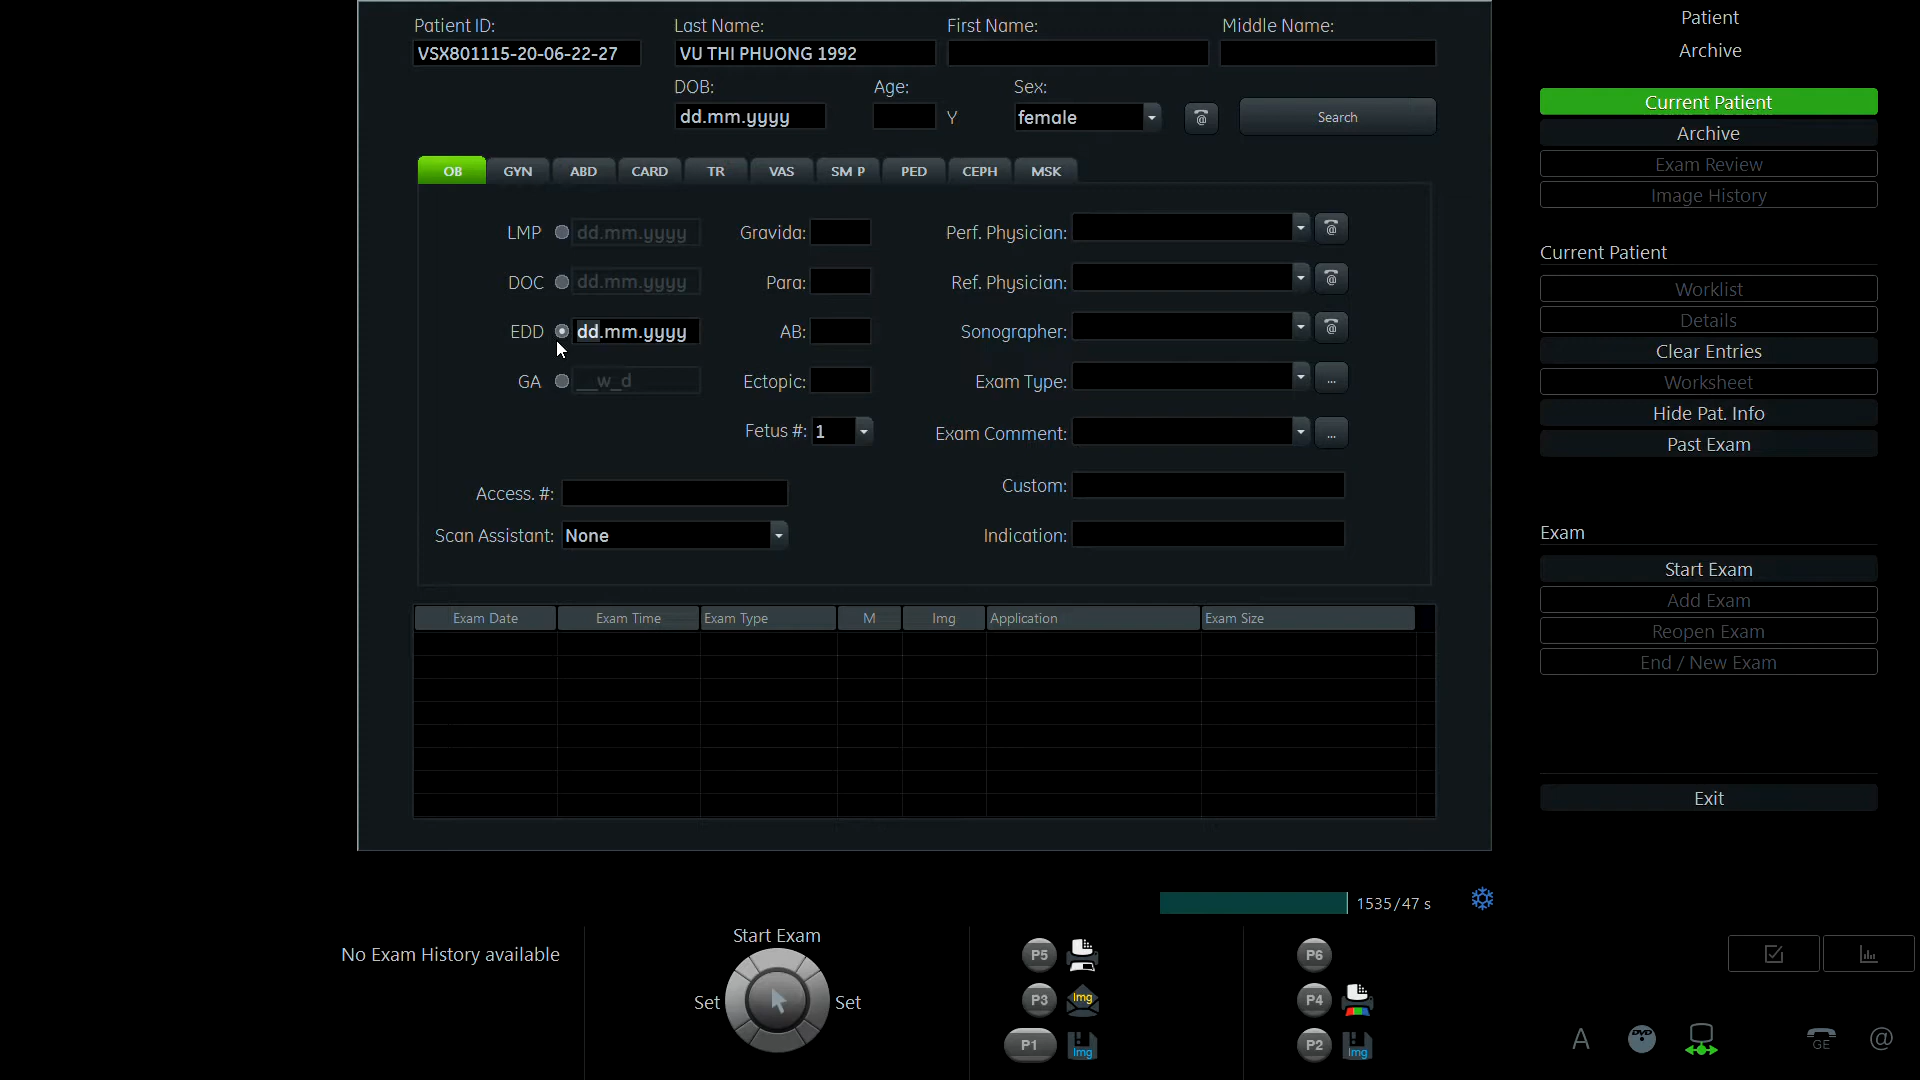 Patient ID: Last Name: First Name: Middle Name:
VSX801115-20-06-22-27 VU THI PHUONG 1992
DOB: Age: Sex:
dd.mm.yyyy Y female Search
OB GYN ABD CARD TR VAS SM P PED CEPH MSK
LMP dd.mm.yyyy Gravida: Perf. Physician:
DOC dd.mm.yyyy Para: Ref. Physician:
EDD dd.mm.yyyy AB: Sonographer:
GA __w_d Ectopic: Exam Type: ...
Fetus #: 1 Exam Comment: ...
Access. #: Custom:
Scan Assistant: None Indication:
Exam Date Exam Time Exam Type M Img Application Exam Size
1535/47 s
No Exam History available
Start Exam
Set Set
P5
P3 Img
P1 Img
P6
P4
P2 Img
Patient
Archive
Current Patient
Archive
Exam Review
Image History
Current Patient
Worklist
Details
Clear Entries
Worksheet
Hide Pat. Info
Past Exam
Exam
Start Exam
Add Exam
Reopen Exam
End / New Exam
Exit
A DVD GE @